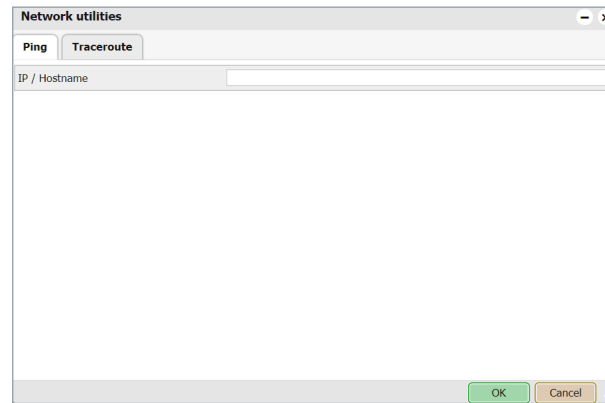 Network utilities
Ping Traceroute
IP / Hostname
OK Cancel